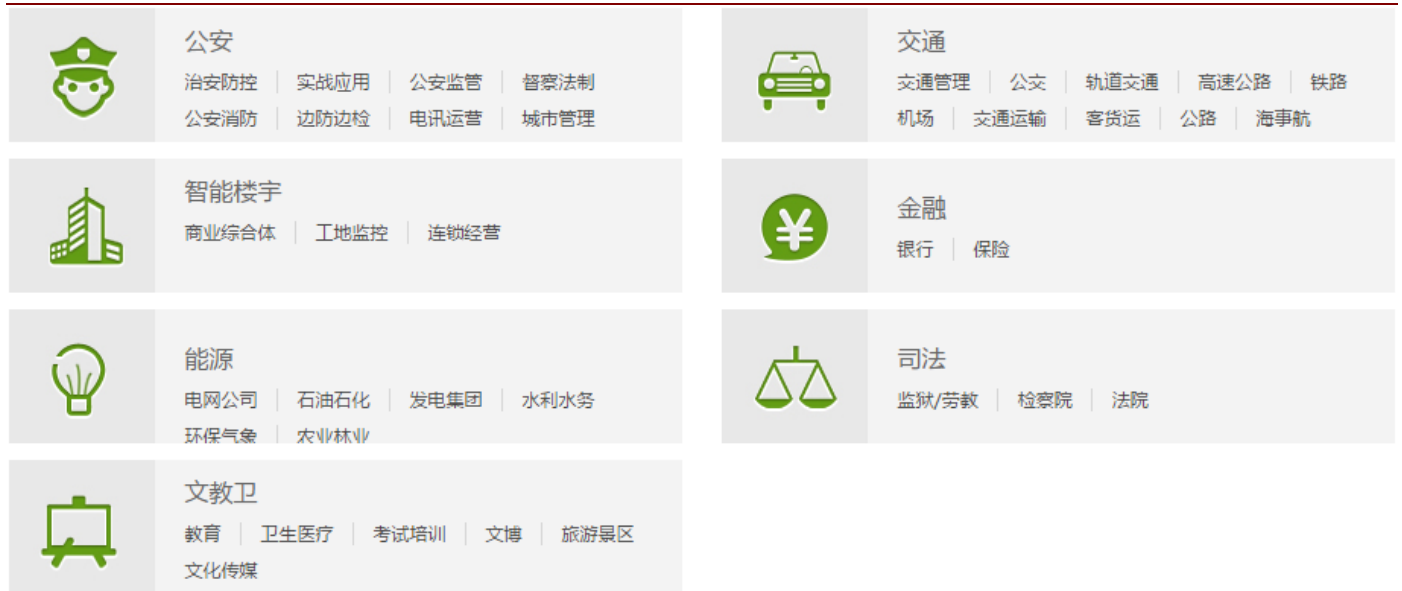 公安
治安防控 实战应用 公安监管 督察法制
公安消防 边防边检 电讯运营 城市管理
交通
交通管理 公交 轨道交通 高速公路 铁路
机场 交通运输 客货运 公路 海事航
智能楼宇
商业综合体 工地监控 连锁经营
金融
银行 保险
能源
电网公司 石油石化 发电集团 水利水务
环保气象 农业林业
司法
监狱/劳教 检察院 法院
文教卫
教育 卫生医疗 考试培训 文博 旅游景区
文化传媒